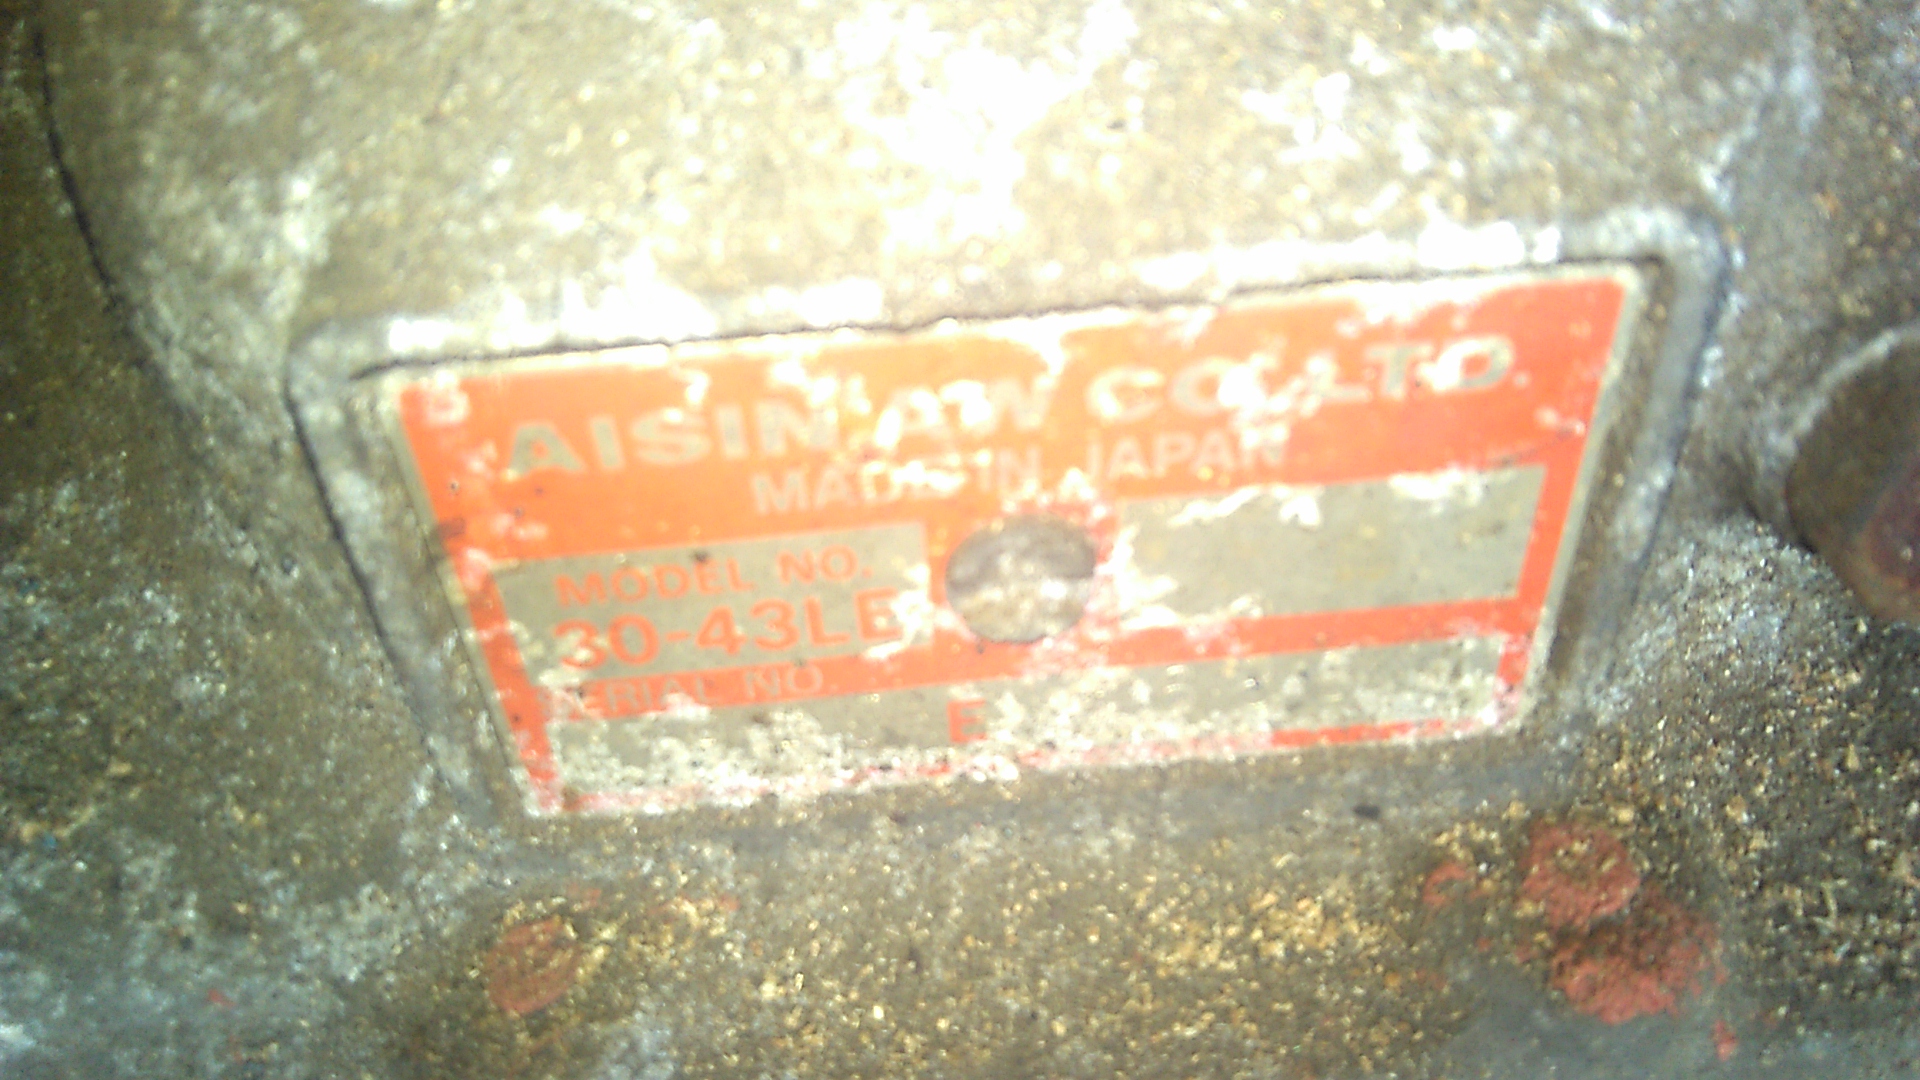 AISIN AW CO., LTD.
MADE IN JAPAN
MODEL NO.
30-43LE
SERIAL NO.